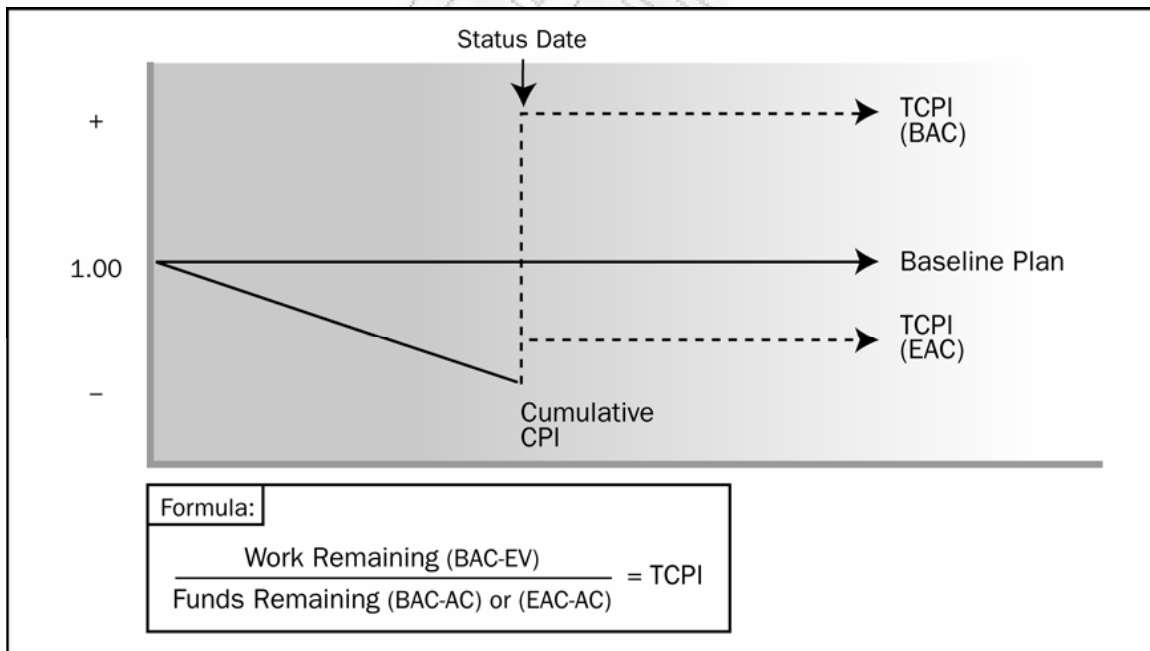 Status Date
+
TCPI
(BAC)
1.00
Baseline Plan
TCPI
(EAC)
–
Cumulative
CPI
Formula:
Work Remaining (BAC-EV)
Funds Remaining (BAC-AC) or (EAC-AC)
= TCPI